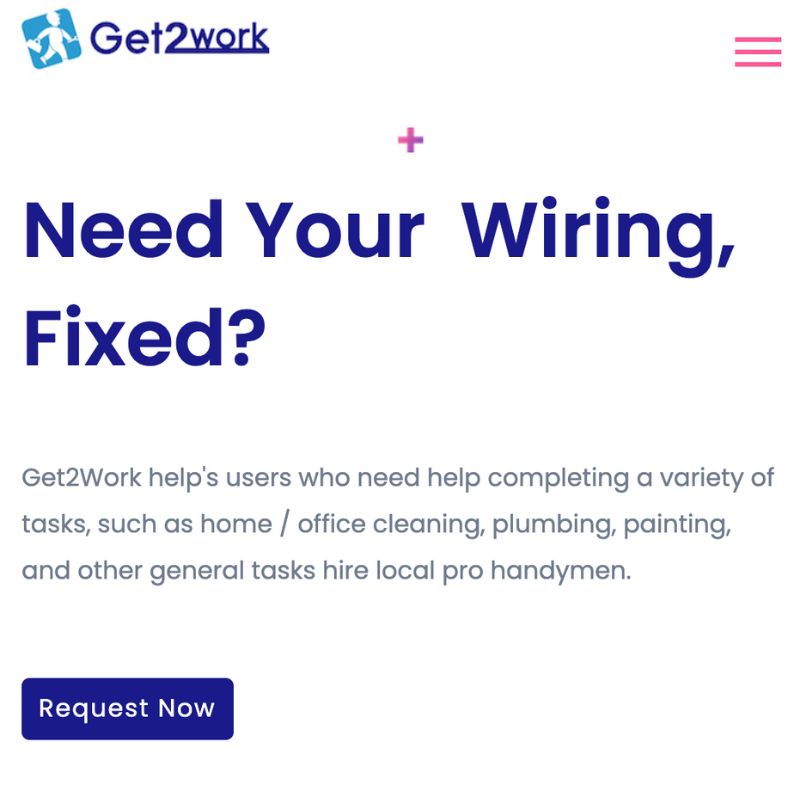 Get2work
Need Your  Wiring,
Fixed?
Get2Work help's users who need help completing a variety of
tasks, such as home / office cleaning, plumbing, painting,
and other general tasks hire local pro handymen.
Request Now